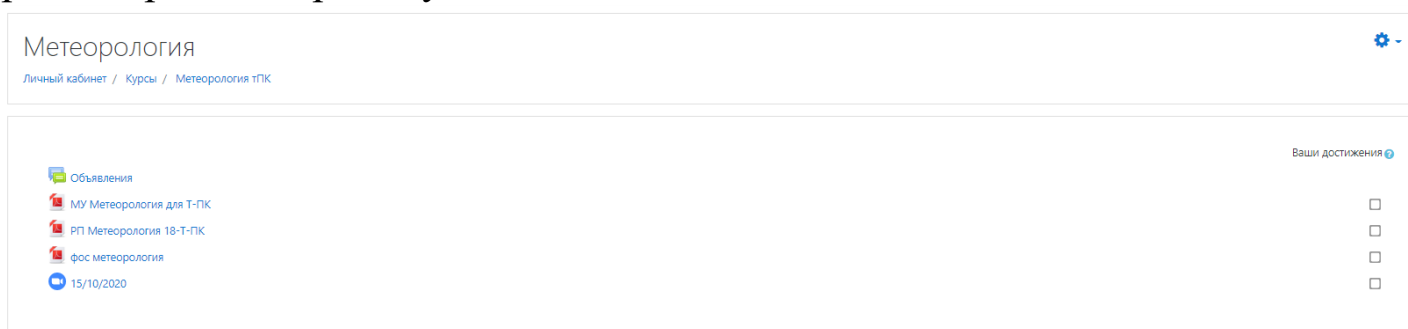 Метеорология
Личный кабинет / Курсы / Метеорология тПК
Ваши достижения
Объявления
МУ Метеорология для Т-ПК
РП Метеорология 18-Т-ПК
фос метеорология
15/10/2020